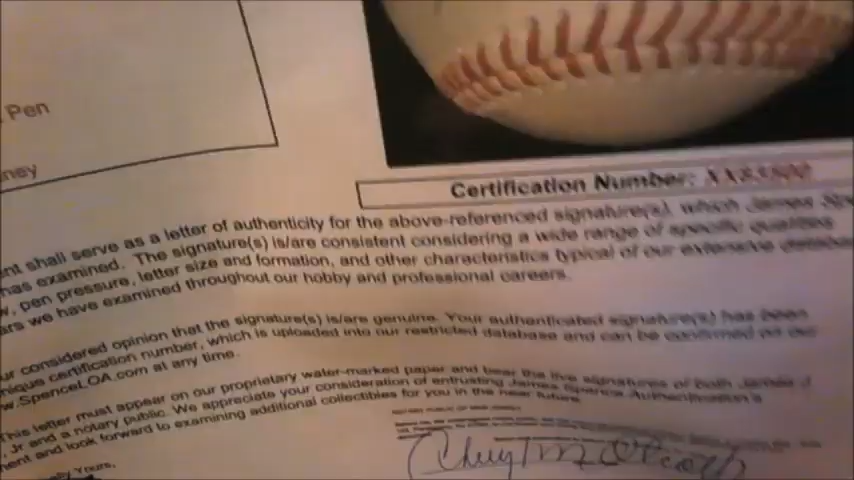 Pen
ney
Certification Number:
ent shall serve as a letter of authenticity for the above-referenced signature(s), which James Spe
has examined. The signature(s) is/are consistent considering a wide range of specific qualities
w, pen pressure, letter size and formation, and other characteristics typical of our extensive database
ars we have examined throughout our hobby and professional careers.
ur considered opinion that the signature(s) is/are genuine. Your authenticated signature(s) has been
nique certification number, which is uploaded into our restricted database and can be confirmed on our
w.SpenceLOA.com at any time.
This letter must appear on our proprietary water-marked paper and bear the live signatures of both James J
, Jr and a notary public. We appreciate your consideration of entrusting James Spence Authentication's
ment and look forward to examining additional collectibles for you in the near future.
Yours,